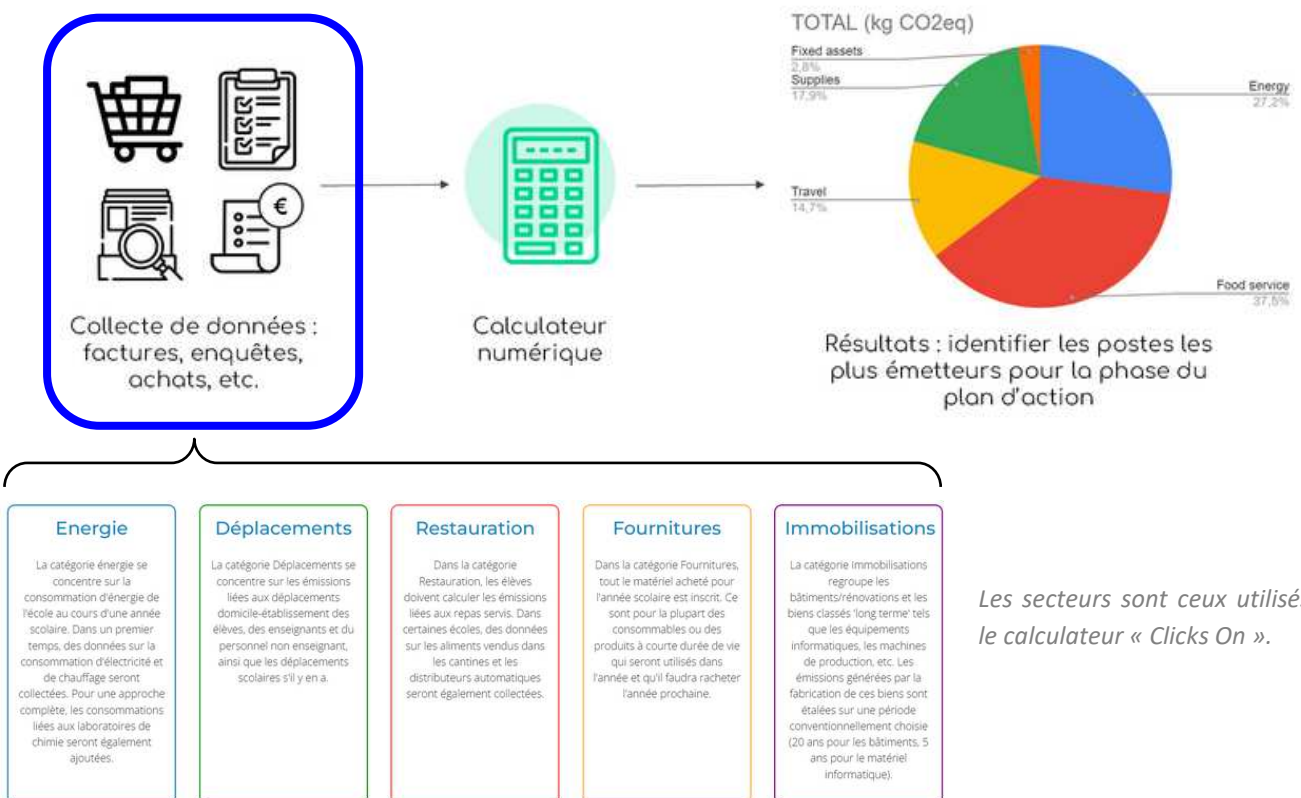 TOTAL (kg CO2eq)
Fixed assets
2,8%
Supplies
17,9%
Travel
14,7%
Energy
27,2%
Food service
37,5%
€
Collecte de données :
factures, enquêtes,
achats, etc.
Calculateur
numérique
Résultats : identifier les postes les
plus émetteurs pour la phase du
plan d'action
Energie
La catégorie énergie se
concentre sur la
consommation d'énergie de
l'école au cours d'une année
scolaire. Dans un premier
temps, des données sur la
consommation d'électricité et
de chauffage seront
collectées. Pour une approche
complète, les consommations
liées aux laboratoires de
chimie seront également
ajoutées.
Déplacements
La catégorie Déplacements se
concentre sur les émissions
liées aux déplacements
domicile-établissement des
élèves, des enseignants et du
personnel non enseignant,
ainsi que les déplacements
scolaires s'il y en a.
Restauration
Dans la catégorie
Restauration, les élèves
doivent calculer les émissions
liées aux repas servis. Dans
certaines écoles, des données
sur les aliments vendus dans
les cantines et les
distributeurs automatiques
seront également collectées.
Fournitures
Dans la catégorie Fournitures,
tout le matériel acheté pour
l'année scolaire est inscrit. Ce
sont pour la plupart des
consommables ou des
produits à courte durée de vie
qui seront utilisés dans
l'année et qu'il faudra racheter
l'année prochaine.
Immobilisations
La catégorie immobilisations
regroupe les
bâtiments/rénovations et les
biens classés 'long terme' tels
que les équipements
informatiques, les machines
de production, etc. Les
émissions générées par la
fabrication de ces biens sont
étalées sur une période
conventionnellement choisie
(20 ans pour les bâtiments, 5
ans pour le matériel
informatique).
Les secteurs sont ceux
le calculateur « Clicks On ».